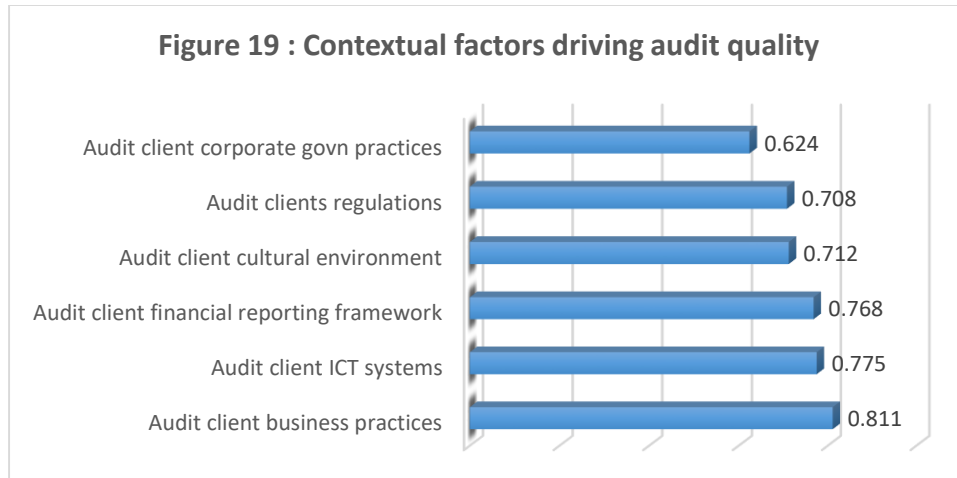 Figure 19 : Contextual factors driving audit quality
Audit client corporate govn practices 0.624
Audit clients regulations 0.708
Audit client cultural environment 0.712
Audit client financial reporting framework 0.768
Audit client ICT systems 0.775
Audit client business practices 0.811